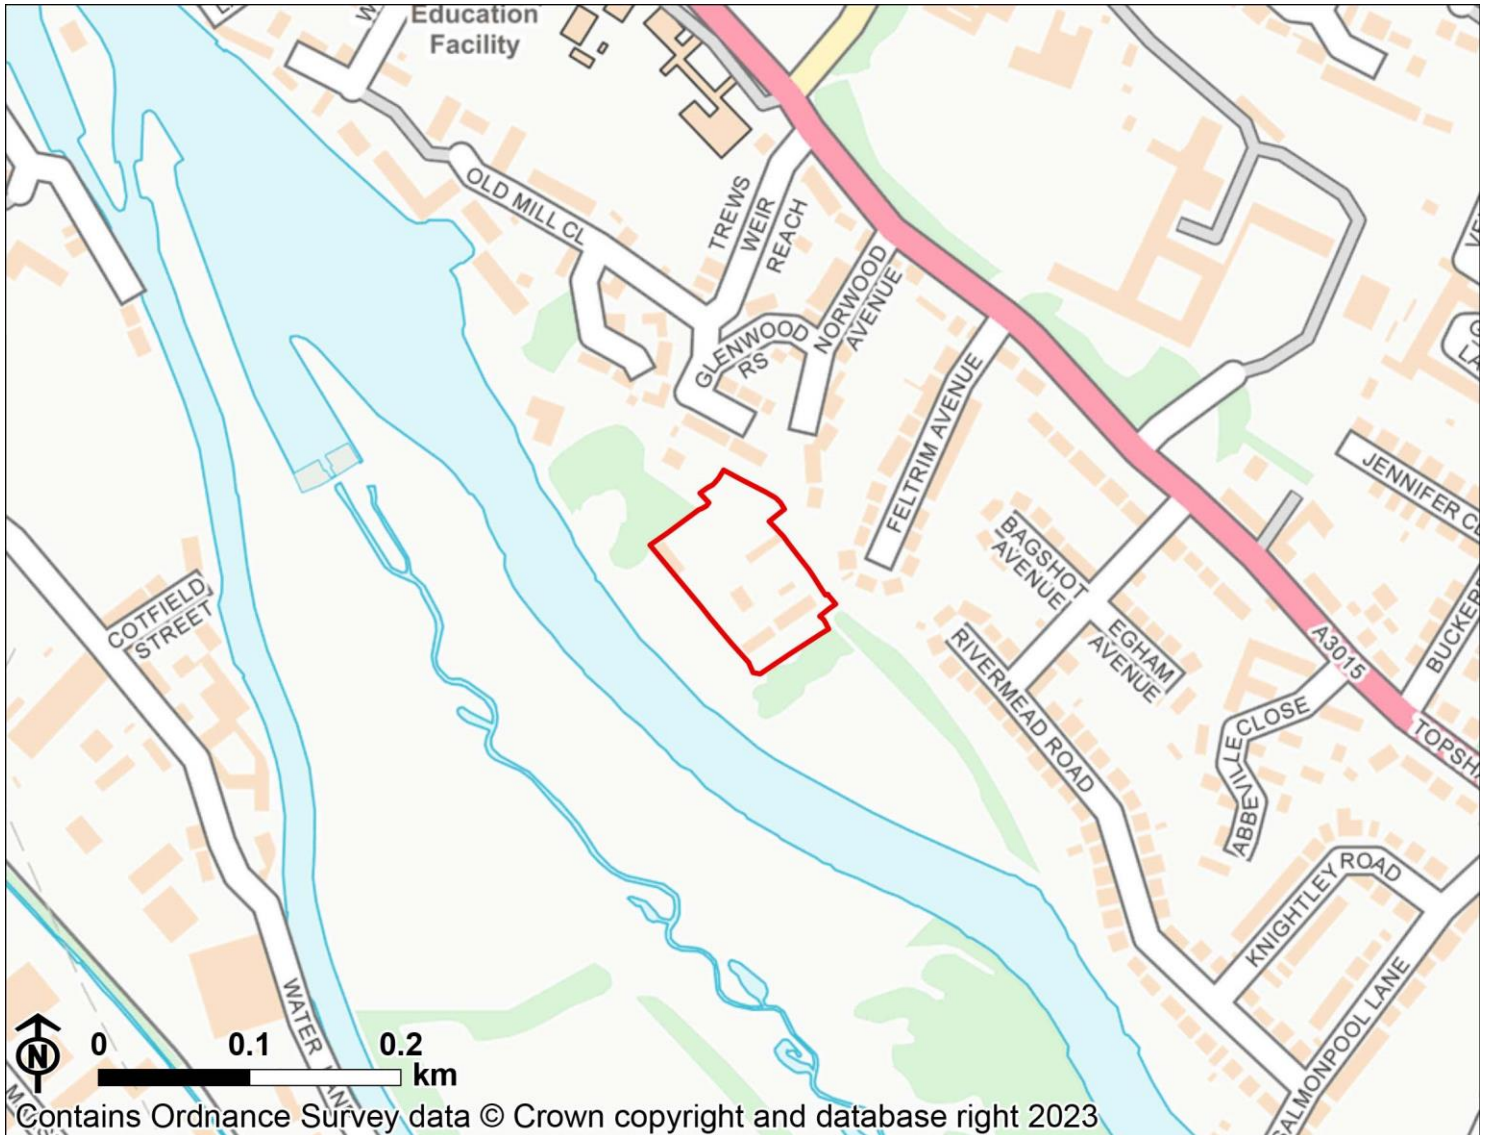 Education
Facility
OLD MILL CL
TREWS
WEIR
REACH
NORWOOD
AVENUE
GLENWOOD
RS
FELTRIM AVENUE
JENNIFER CL
BAGSHOT
AVENUE
EGHAM
AVENUE
COTFIELD
STREET
RIVERMEAD ROAD
A3015
ABBEVILLE CLOSE
KNIGHTLEY ROAD
SALMONPOOL LANE
WATER
N
0 0.1 0.2
km
Contains Ordnance Survey data © Crown copyright and database right 2023